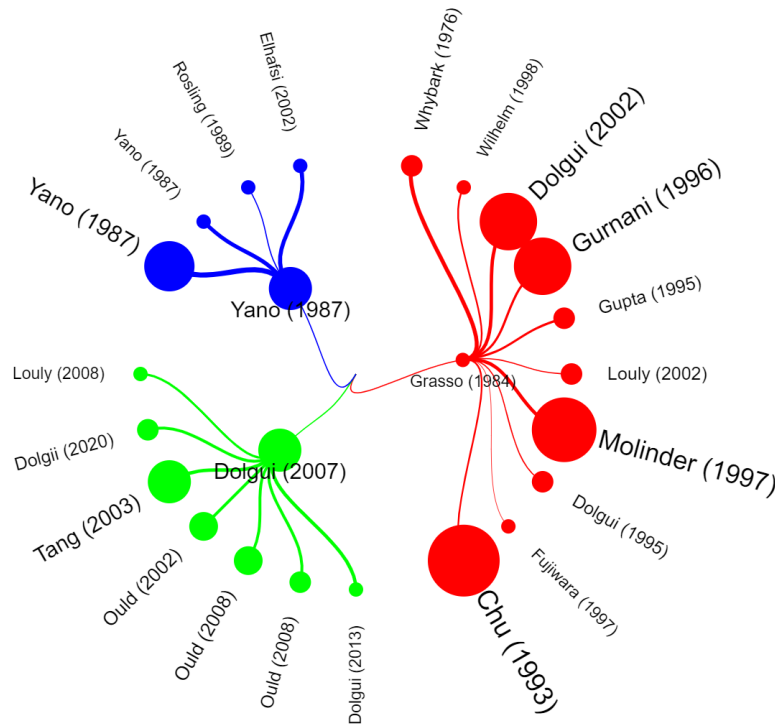 Whybark (1976)
Elhafsi (2002)
Wilhelm (1998)
Rosling (1989)
Dolgui (2002)
Yano (1987)
Gurnani (1996)
Yano (1987)
Yano (1987)
Gupta (1995)
Louly (2008)
Grasso (1984)
Louly (2002)
Dolgii (2020)
Dolgui (2007)
Molinder (1997)
Tang (2003)
Dolgui (1995)
Ould (2002)
Fujiwara (1997)
Ould (2008)
Ould (2008)
Dolgui (2013)
Chu (1993)